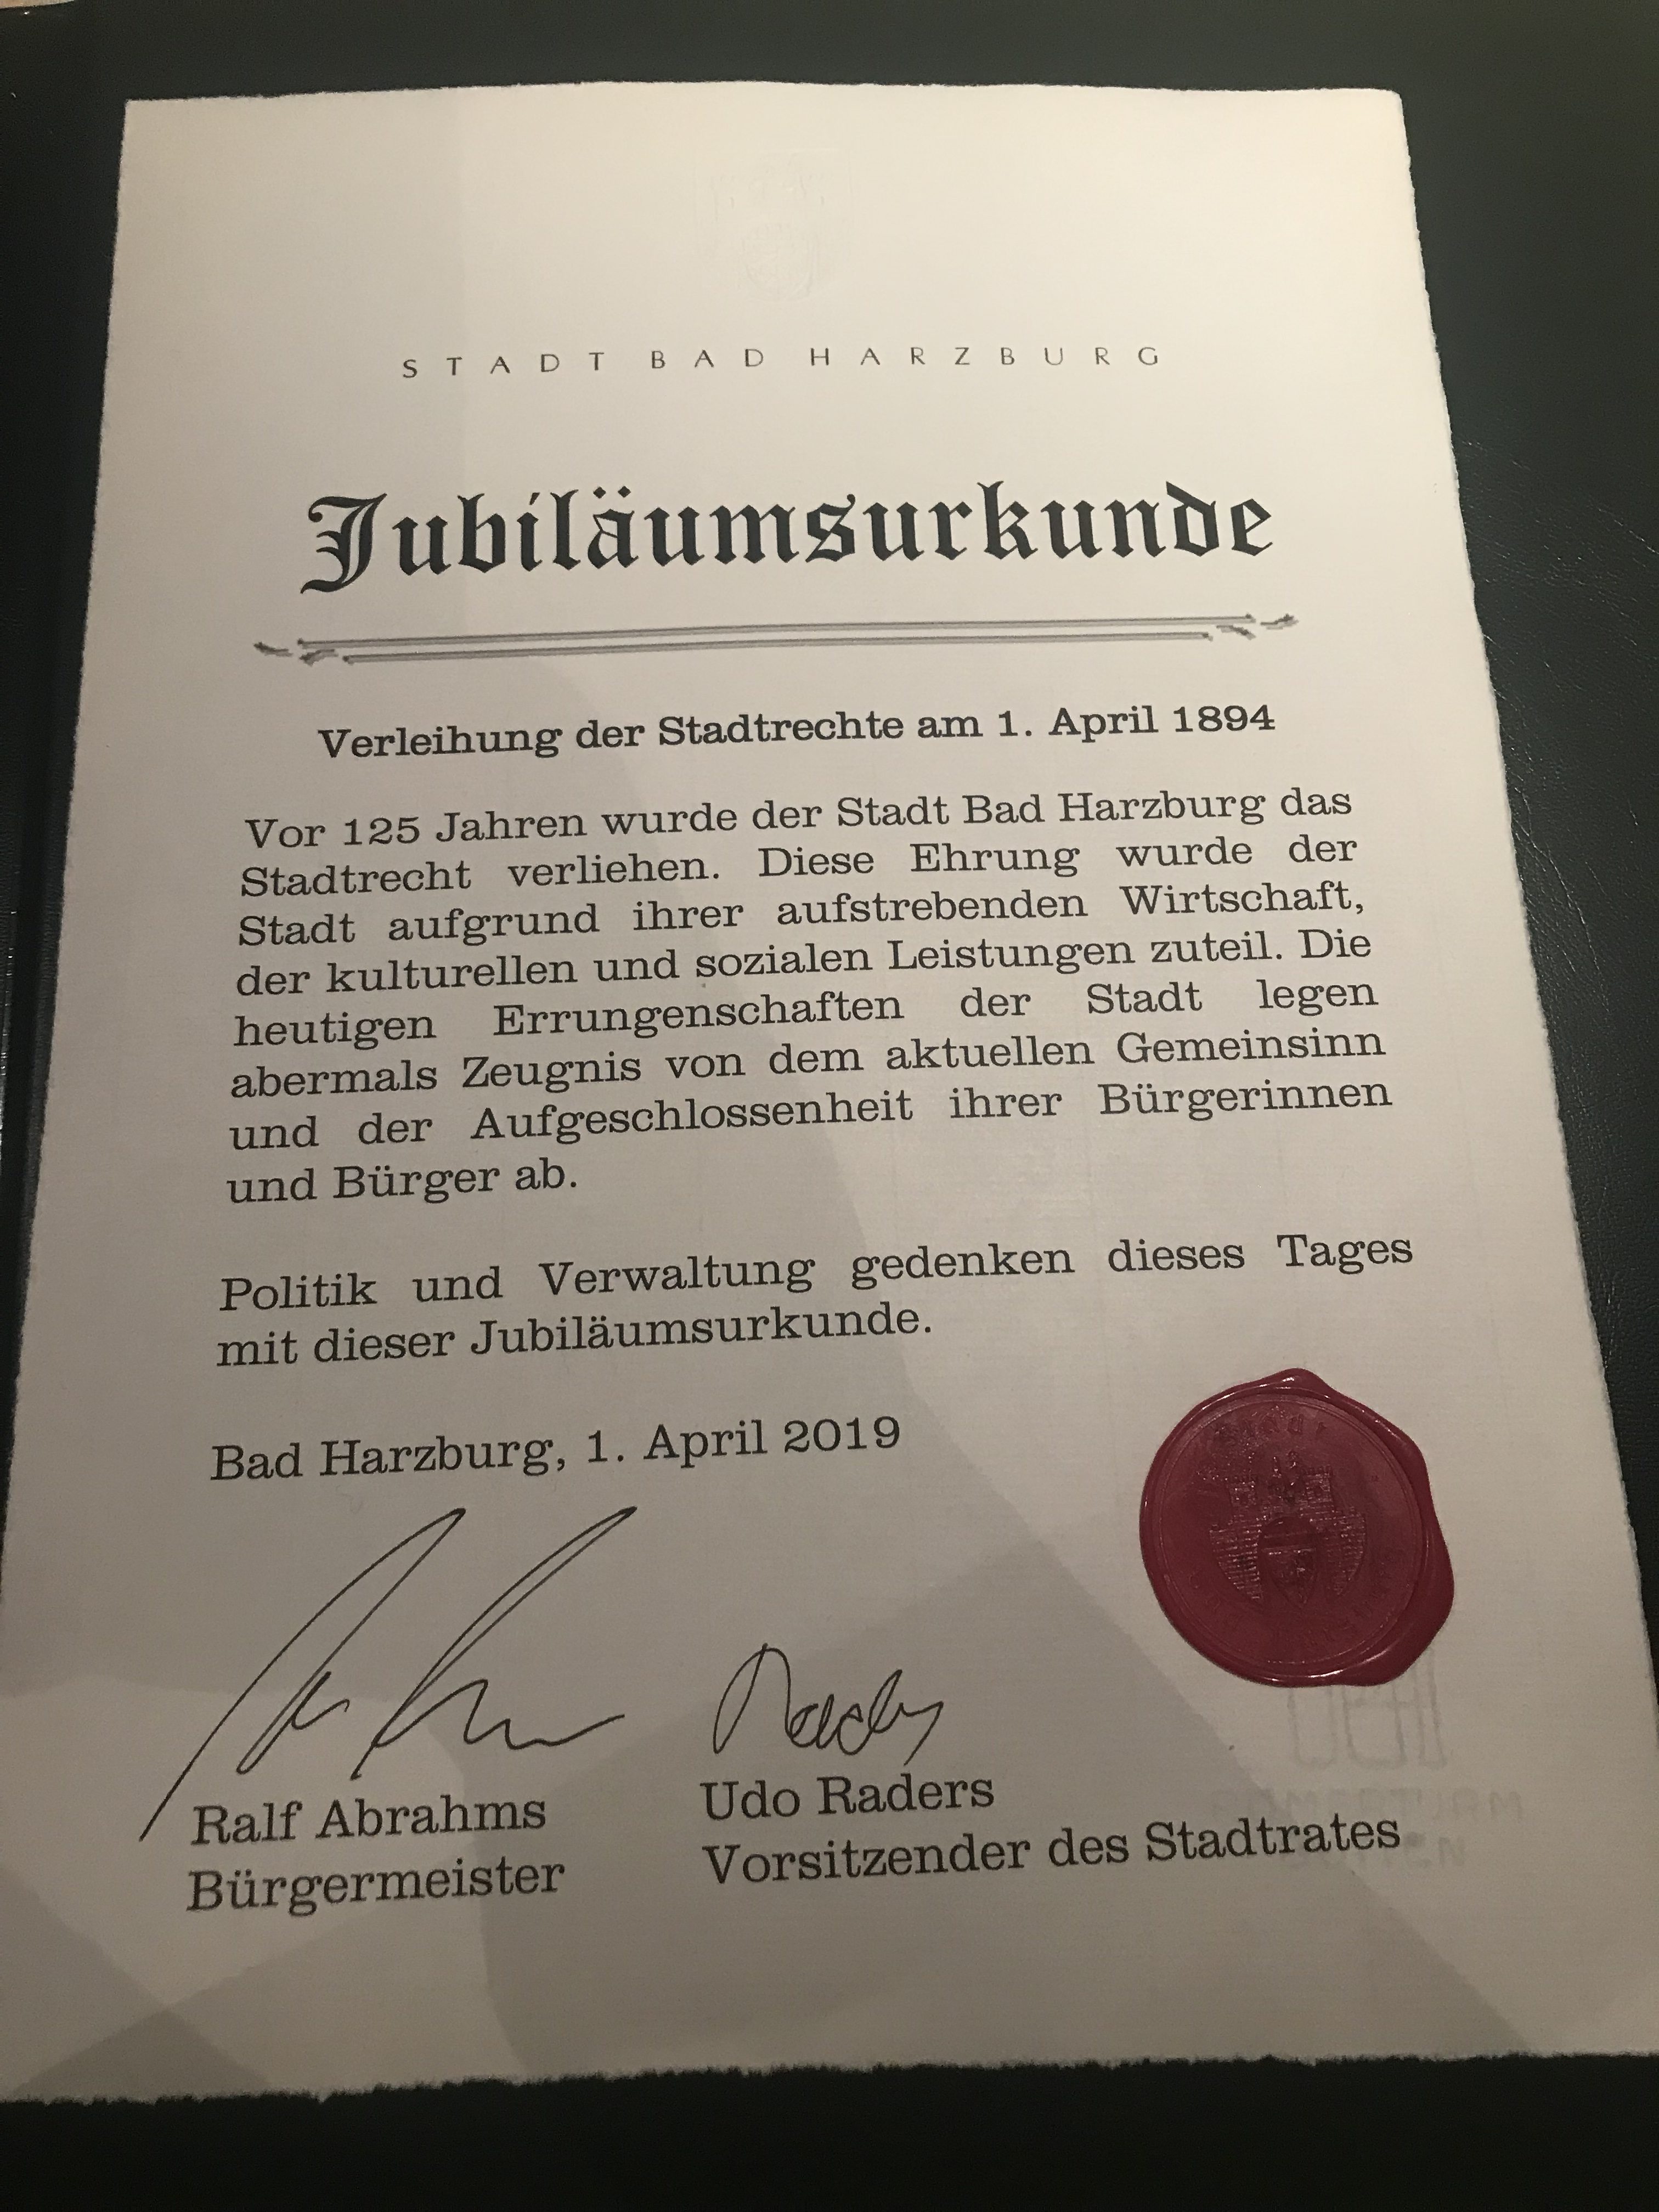 STADT BAD HARZBURG
Jubiläumsurkunde
Verleihung der Stadtrechte am 1. April 1894
Vor 125 Jahren wurde der Stadt Bad Harzburg das
Stadtrecht verliehen. Diese Ehrung wurde der
Stadt aufgrund ihrer aufstrebenden Wirtschaft,
der kulturellen und sozialen Leistungen zuteil. Die
heutigen Errungenschaften der Stadt legen
abermals Zeugnis von dem aktuellen Gemeinsinn
und der Aufgeschlossenheit ihrer Bürgerinnen
und Bürger ab.
Politik und Verwaltung gedenken dieses Tages
mit dieser Jubiläumsurkunde.
Bad Harzburg, 1. April 2019
Ralf Abrahms
Bürgermeister
Udo Raders
Vorsitzender des Stadtrates